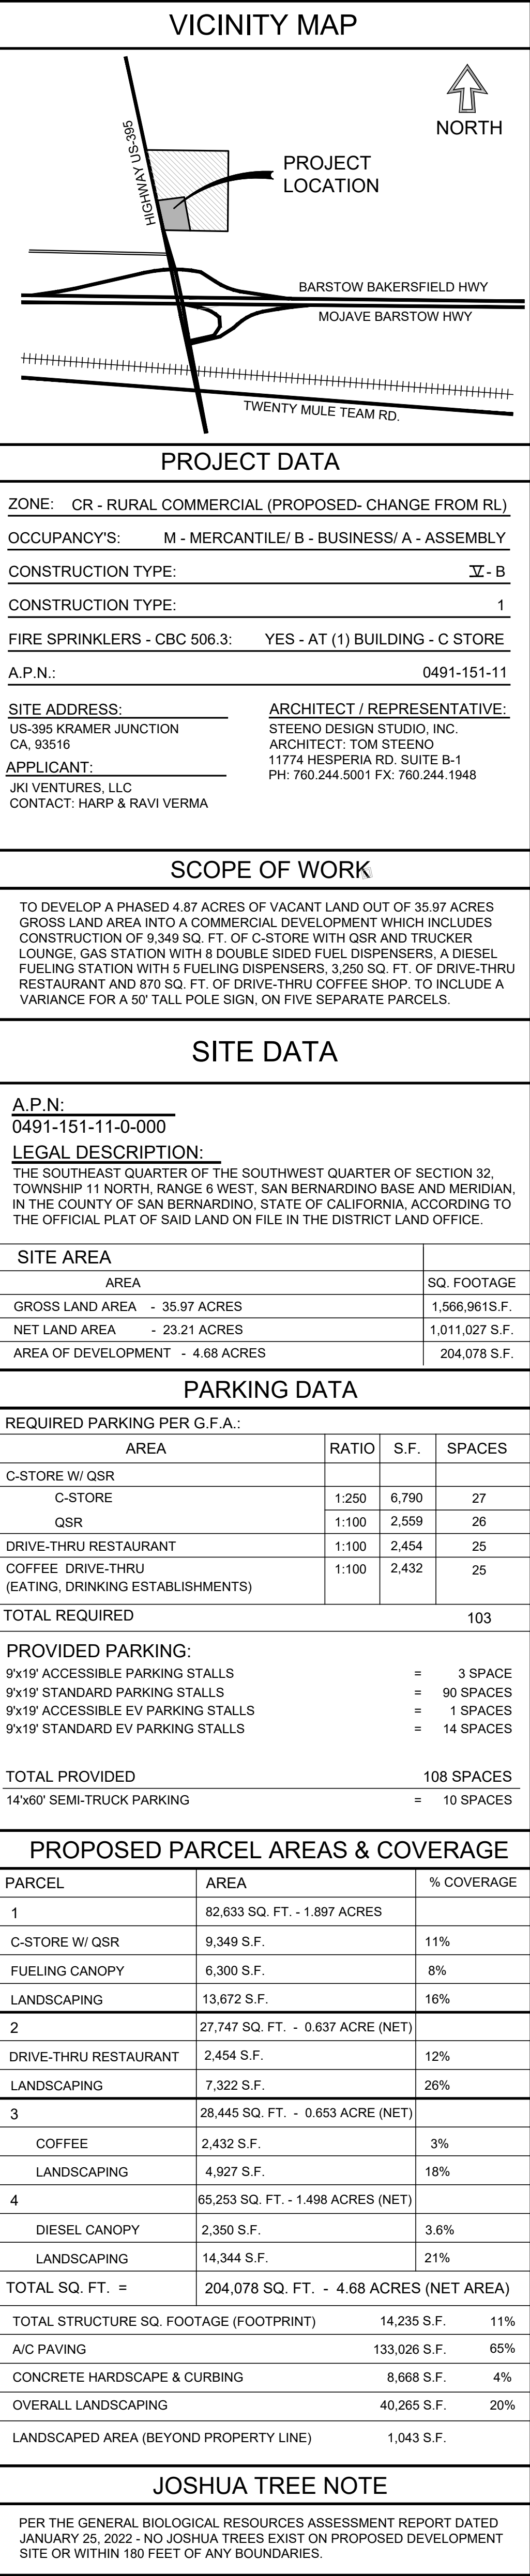 VICINITY MAP
NORTH
HIGHWAY US-395
PROJECT
LOCATION
BARSTOW BAKERSFIELD HWY
MOJAVE BARSTOW HWY
TWENTY MULE TEAM RD.
PROJECT DATA
ZONE: CR - RURAL COMMERCIAL (PROPOSED- CHANGE FROM RL)
OCCUPANCY'S: M - MERCANTILE/ B - BUSINESS/ A - ASSEMBLY
CONSTRUCTION TYPE: V - B
CONSTRUCTION TYPE: 1
FIRE SPRINKLERS - CBC 506.3: YES - AT (1) BUILDING - C STORE
A.P.N.: 0491-151-11
SITE ADDRESS:
US-395 KRAMER JUNCTION
CA, 93516
APPLICANT:
JKI VENTURES, LLC
CONTACT: HARP & RAVI VERMA
ARCHITECT / REPRESENTATIVE:
STEENO DESIGN STUDIO, INC.
ARCHITECT: TOM STEENO
11774 HESPERIA RD. SUITE B-1
PH: 760.244.5001 FX: 760.244.1948
SCOPE OF WORK
TO DEVELOP A PHASED 4.87 ACRES OF VACANT LAND OUT OF 35.97 ACRES
GROSS LAND AREA INTO A COMMERCIAL DEVELOPMENT WHICH INCLUDES
CONSTRUCTION OF 9,349 SQ. FT. OF C-STORE WITH QSR AND TRUCKER
LOUNGE, GAS STATION WITH 8 DOUBLE SIDED FUEL DISPENSERS, A DIESEL
FUELING STATION WITH 5 FUELING DISPENSERS, 3,250 SQ. FT. OF DRIVE-THRU
RESTAURANT AND 870 SQ. FT. OF DRIVE-THRU COFFEE SHOP. TO INCLUDE A
VARIANCE FOR A 50' TALL POLE SIGN, ON FIVE SEPARATE PARCELS.
SITE DATA
A.P.N:
0491-151-11-0-000
LEGAL DESCRIPTION:
THE SOUTHEAST QUARTER OF THE SOUTHWEST QUARTER OF SECTION 32,
TOWNSHIP 11 NORTH, RANGE 6 WEST, SAN BERNARDINO BASE AND MERIDIAN,
IN THE COUNTY OF SAN BERNARDINO, STATE OF CALIFORNIA, ACCORDING TO
THE OFFICIAL PLAT OF SAID LAND ON FILE IN THE DISTRICT LAND OFFICE.
SITE AREA
AREA SQ. FOOTAGE
GROSS LAND AREA - 35.97 ACRES 1,566,961S.F.
NET LAND AREA - 23.21 ACRES 1,011,027 S.F.
AREA OF DEVELOPMENT - 4.68 ACRES 204,078 S.F.
PARKING DATA
REQUIRED PARKING PER G.F.A.:
AREA RATIO S.F. SPACES
C-STORE W/ QSR
C-STORE 1:250 6,790 27
QSR 1:100 2,559 26
DRIVE-THRU RESTAURANT 1:100 2,454 25
COFFEE DRIVE-THRU 1:100 2,432 25
(EATING, DRINKING ESTABLISHMENTS)
TOTAL REQUIRED 103
PROVIDED PARKING:
9'x19' ACCESSIBLE PARKING STALLS = 3 SPACE
9'x19' STANDARD PARKING STALLS = 90 SPACES
9'x19' ACCESSIBLE EV PARKING STALLS = 1 SPACES
9'x19' STANDARD EV PARKING STALLS = 14 SPACES
TOTAL PROVIDED 108 SPACES
14'x60' SEMI-TRUCK PARKING = 10 SPACES
PROPOSED PARCEL AREAS & COVERAGE
PARCEL AREA % COVERAGE
1 82,633 SQ. FT. - 1.897 ACRES
C-STORE W/ QSR 9,349 S.F. 11%
FUELING CANOPY 6,300 S.F. 8%
LANDSCAPING 13,672 S.F. 16%
2 27,747 SQ. FT. - 0.637 ACRE (NET)
DRIVE-THRU RESTAURANT 2,454 S.F. 12%
LANDSCAPING 7,322 S.F. 26%
3 28,445 SQ. FT. - 0.653 ACRE (NET)
COFFEE 2,432 S.F. 3%
LANDSCAPING 4,927 S.F. 18%
4 65,253 SQ. FT. - 1.498 ACRES (NET)
DIESEL CANOPY 2,350 S.F. 3.6%
LANDSCAPING 14,344 S.F. 21%
TOTAL SQ. FT. = 204,078 SQ. FT. - 4.68 ACRES (NET AREA)
TOTAL STRUCTURE SQ. FOOTAGE (FOOTPRINT) 14,235 S.F. 11%
A/C PAVING 133,026 S.F. 65%
CONCRETE HARDSCAPE & CURBING 8,668 S.F. 4%
OVERALL LANDSCAPING 40,265 S.F. 20%
LANDSCAPED AREA (BEYOND PROPERTY LINE) 1,043 S.F.
JOSHUA TREE NOTE
PER THE GENERAL BIOLOGICAL RESOURCES ASSESSMENT REPORT DATED
JANUARY 25, 2022 - NO JOSHUA TREES EXIST ON PROPOSED DEVELOPMENT
SITE OR WITHIN 180 FEET OF ANY BOUNDARIES.